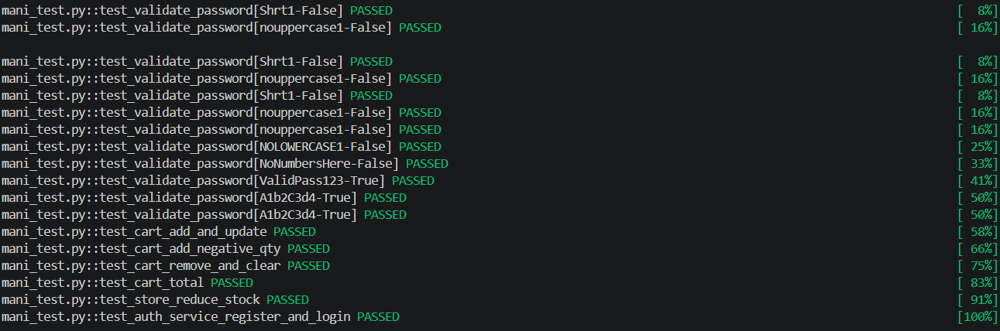 mani_test.py::test_validate_password[Shrt1-False] PASSED [  8%]
mani_test.py::test_validate_password[nouppercase1-False] PASSED [ 16%]
mani_test.py::test_validate_password[Shrt1-False] PASSED [  8%]
mani_test.py::test_validate_password[nouppercase1-False] PASSED [ 16%]
mani_test.py::test_validate_password[Shrt1-False] PASSED [  8%]
mani_test.py::test_validate_password[nouppercase1-False] PASSED [ 16%]
mani_test.py::test_validate_password[nouppercase1-False] PASSED [ 16%]
mani_test.py::test_validate_password[NOLOWERCASE1-False] PASSED [ 25%]
mani_test.py::test_validate_password[NoNumbersHere-False] PASSED [ 33%]
mani_test.py::test_validate_password[ValidPass123-True] PASSED [ 41%]
mani_test.py::test_validate_password[A1b2C3d4-True] PASSED [ 50%]
mani_test.py::test_validate_password[A1b2C3d4-True] PASSED [ 50%]
mani_test.py::test_cart_add_and_update PASSED [ 58%]
mani_test.py::test_cart_add_negative_qty PASSED [ 66%]
mani_test.py::test_cart_remove_and_clear PASSED [ 75%]
mani_test.py::test_cart_total PASSED [ 83%]
mani_test.py::test_store_reduce_stock PASSED [ 91%]
mani_test.py::test_auth_service_register_and_login PASSED [100%]